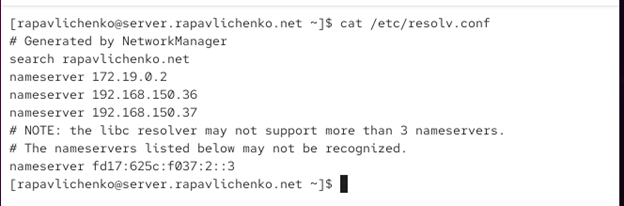 [rapavlichenko@server.rapavlichenko.net ~]$ cat /etc/resolv.conf
# Generated by NetworkManager
search rapavlichenko.net
nameserver 172.19.0.2
nameserver 192.168.150.36
nameserver 192.168.150.37
# NOTE: the libc resolver may not support more than 3 nameservers.
# The nameservers listed below may not be recognized.
nameserver fd17:625c:f037:2::3
[rapavlichenko@server.rapavlichenko.net ~]$